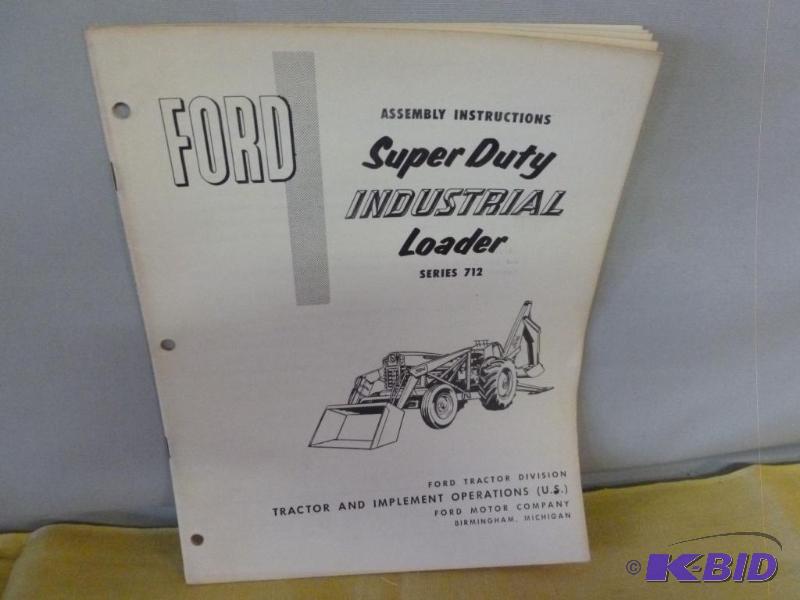 FORD
ASSEMBLY INSTRUCTIONS
Super Duty
INDUSTRIAL
Loader
SERIES 712
FORD TRACTOR DIVISION
TRACTOR AND IMPLEMENT OPERATIONS (U.S.)
FORD MOTOR COMPANY
BIRMINGHAM, MICHIGAN
© K-BID